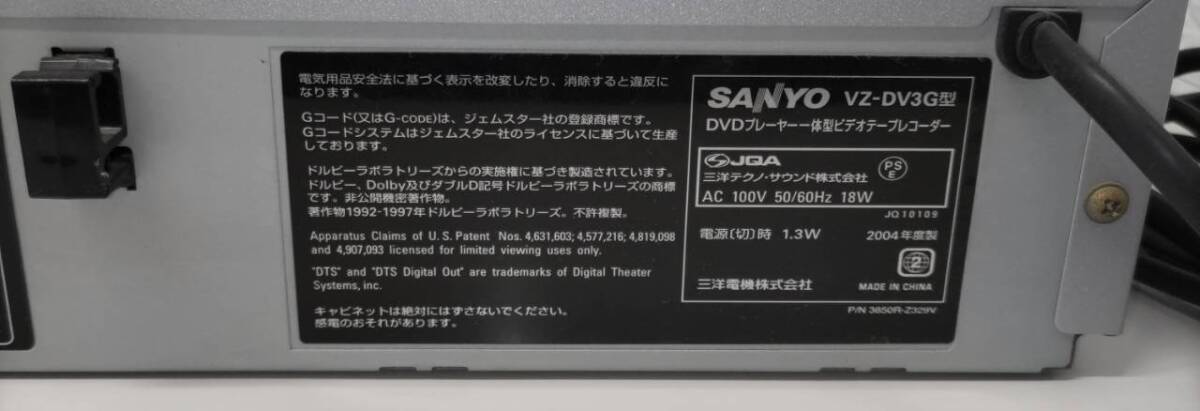 電気用品安全法に基づく表示を改変したり、消除すると違反に
なります。
Gコード(又はG-CODE)は、ジェムスター社の登録商標です。
Gコードシステムはジェムスター社のライセンスに基づいて生産
しております。
ドルビーラボラトリーズからの実施権に基づき製造されています。
ドルビー、Dolby及びダブルD記号ドルビーラボラトリーズの商標
です。非公開機密著作物。
著作物1992-1997年ドルビーラボラトリーズ。不許複製。
Apparatus Claims of U.S. Patent Nos. 4,631,603; 4,577,216; 4,819,098
and 4,907,093 licensed for limited viewing uses only.
"DTS" and "DTS Digital Out" are trademarks of Digital Theater
Systems, inc.
キャビネットは絶対にはずさないでください。
感電のおそれがあります。
SANYO VZ-DV3G型
DVDプレーヤー一体型ビデオテープレコーダー
JQA
PS
E
三洋テクノ・サウンド株式会社
AC 100V 50/60Hz 18W
JQ10109
電源(切)時 1.3W
2004年度製
2
三洋電機株式会社
MADE IN CHINA
P/N 3850R-Z329V